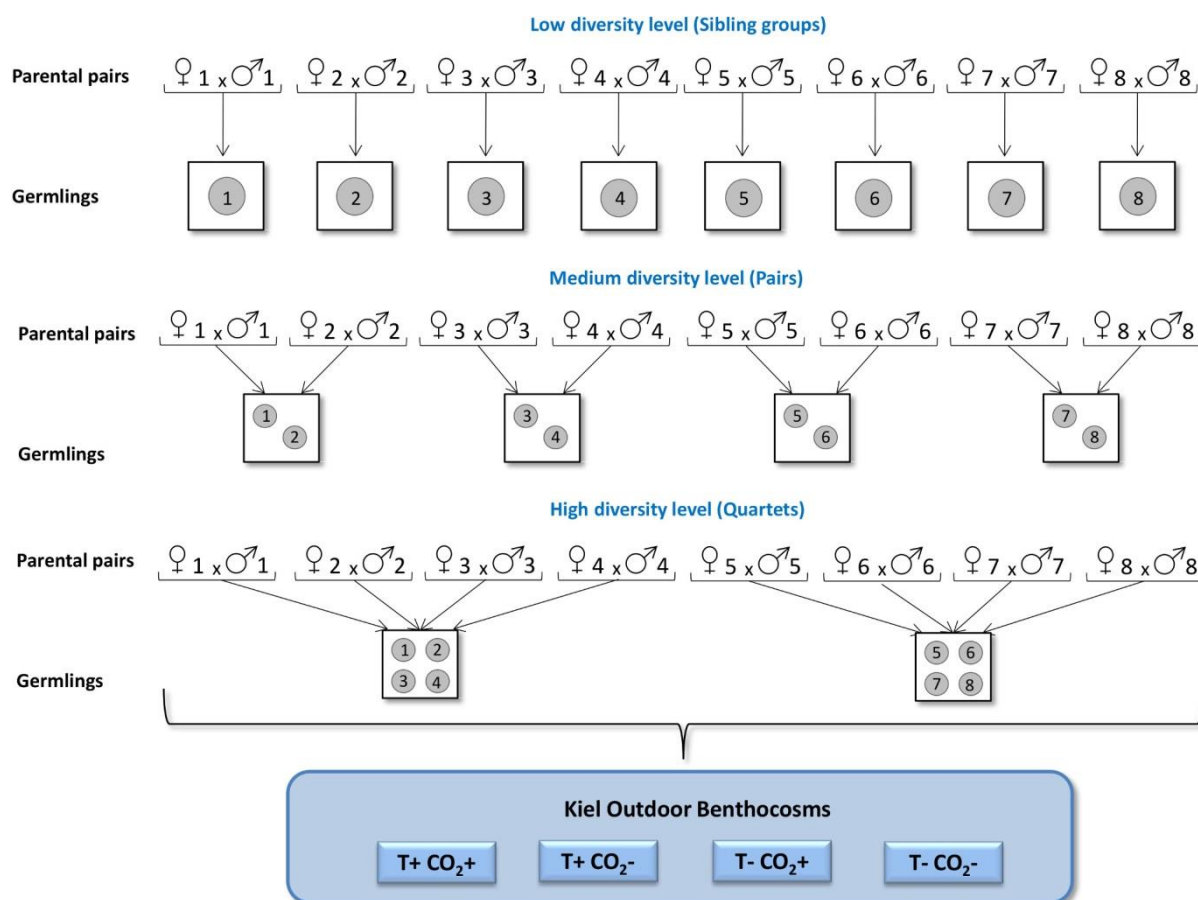 Low diversity level (Sibling groups)
Parental pairs ♀ 1 x ♂ 1 ♀ 2 x ♂ 2 ♀ 3 x ♂ 3 ♀ 4 x ♂ 4 ♀ 5 x ♂ 5 ♀ 6 x ♂ 6 ♀ 7 x ♂ 7 ♀ 8 x ♂ 8
Germlings 1 2 3 4 5 6 7 8
Medium diversity level (Pairs)
Parental pairs ♀ 1 x ♂ 1 ♀ 2 x ♂ 2 ♀ 3 x ♂ 3 ♀ 4 x ♂ 4 ♀ 5 x ♂ 5 ♀ 6 x ♂ 6 ♀ 7 x ♂ 7 ♀ 8 x ♂ 8
1 3 5 7
2 4 6 8
Germlings
High diversity level (Quartets)
Parental pairs ♀ 1 x ♂ 1 ♀ 2 x ♂ 2 ♀ 3 x ♂ 3 ♀ 4 x ♂ 4 ♀ 5 x ♂ 5 ♀ 6 x ♂ 6 ♀ 7 x ♂ 7 ♀ 8 x ♂ 8
1 2 5 6
Germlings 3 4 7 8
Kiel Outdoor Benthocosms
T+ CO₂+ T+ CO₂- T- CO₂+ T- CO₂-